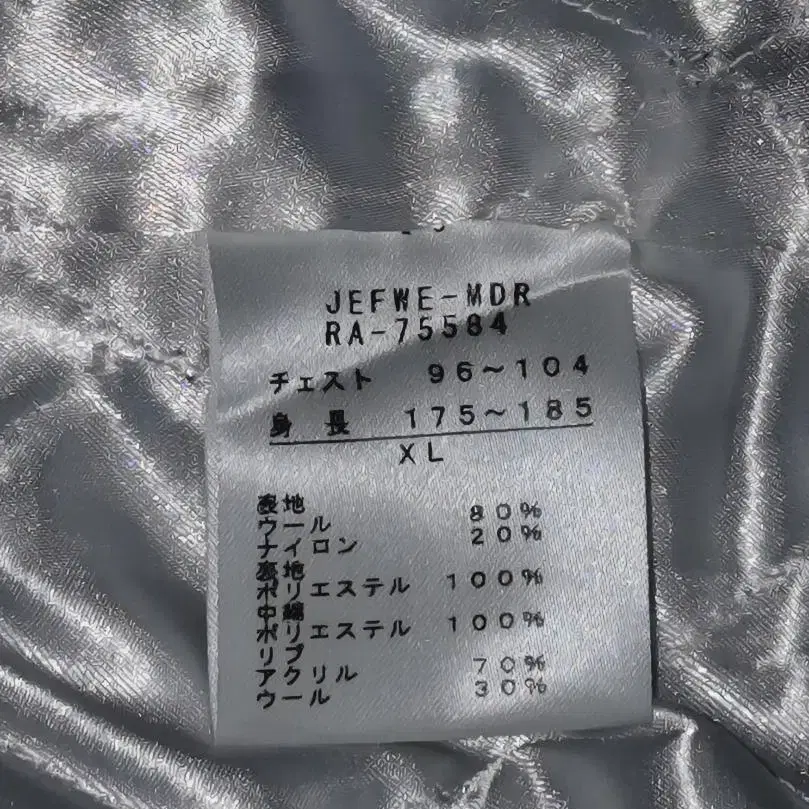 JEFWE-MDR
RA-75584
チェスト 96~104
身長 175~185
XL
表地
ウール 80%
ナイロン 20%
裏地
ポリエステル 100%
中綿
ポリエステル 100%
リブ
アクリル 70%
ウール 30%